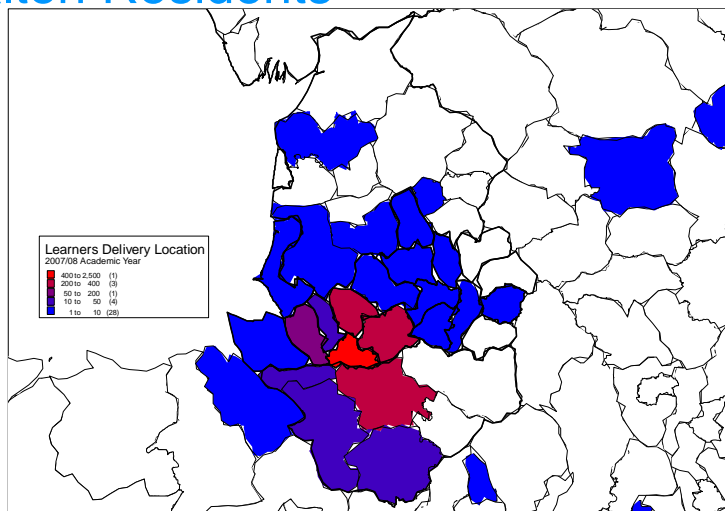 Residents
Learners Delivery Location
2007/08 Academic Year
400 to 2,500 (1)
200 to 400 (3)
50 to 200 (1)
10 to 50 (4)
1 to 10 (28)